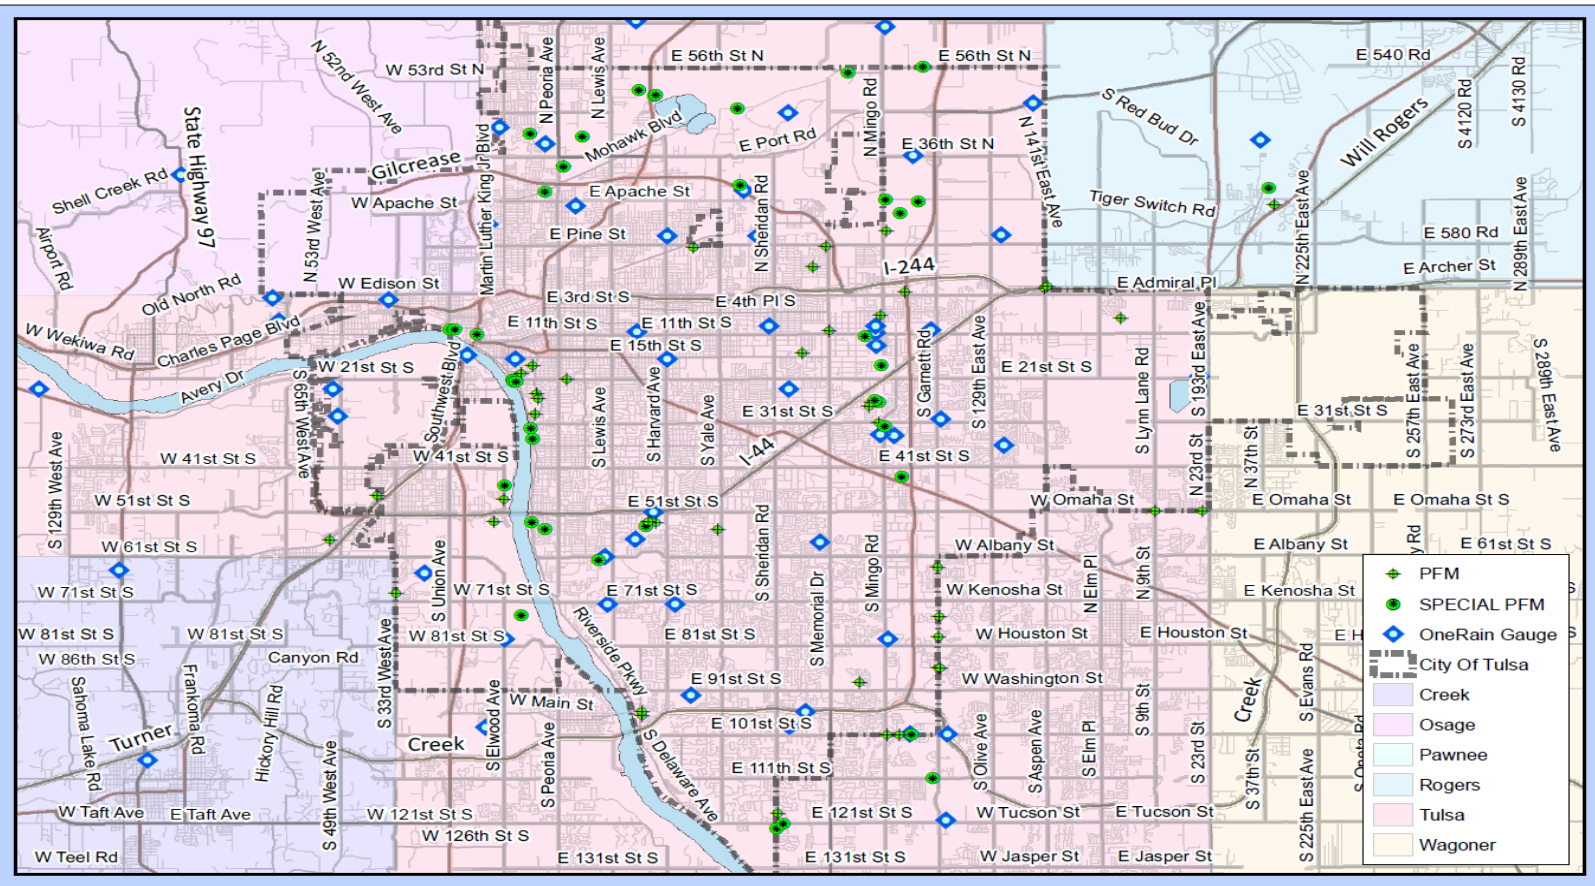 E 56th St N
E 56th St N
E 540 Rd
W 53rd St N
N 52nd West Ave
N Peoria Ave
N Lewis Ave
S 4120 Rd
S 4130 Rd
S Red Bud Dr
Will Rogers
State Highway 97
Mohawk Blvd
E Port Rd
N Mingo Rd
E 36th St N
N 141st East Ave
Gilcrease
Shell Creek Rd
W Apache St
E Apache St
Tiger Switch Rd
N 53rd West Ave
Martin Luther King Jr Blvd
N Sheridan Rd
N 225th East Ave
N 289th East Ave
Airport Rd
E Pine St
E 580 Rd
I-244
E Archer St
Old North Rd
W Edison St
E Admiral Pl
E 3rd St S
E 4th Pl S
W Wekiwa Rd
Charles Page Blvd
E 11th St S
E 11th St S
E 15th St S
S Garnett Rd
S 129th East Ave
S 193rd East Ave
Avery Dr
W 21st St S
Southwest Blvd
E 21st St S
S Lynn Lane Rd
S 257th East Ave
S 273rd East Ave
S 289th East Ave
S 65th West Ave
S Lewis Ave
S Harvard Ave
S Yale Ave
E 31st St S
E 31st St S
S 129th West Ave
W 41st St S
W 41st St S
I-44
E 41st St S
N 23rd St
N 37th St
W 51st St S
E 51st St S
W Omaha St
E Omaha St
E Omaha St S
S Sheridan Rd
W 61st St S
W Albany St
E Albany St
E 61st St S
y Rd
S Union Ave
S Mingo Rd
N Elm Pl
N 9th St
W 71st St S
W 71st St S
E 71st St S
W Kenosha St
E Kenosha St
S Memorial Dr
Riverside Pkwy
W 81st St S
W 81st St S
W 81st St S
E 81st St S
W Houston St
E Houston St
E H
W 86th St S
Canyon Rd
S 33rd West Ave
Sahoma Lake Rd
Frankoma Rd
Hickory Hill Rd
E 91st St S
W Washington St
S Evans Rd
Creek
W Main St
S Elwood Ave
S 9th St
Turner
Creek
E 101st St S
S Delaware Ave
S Olive Ave
S Aspen Ave
S Elm Pl
S 23rd St
S 49th West Ave
S Peoria Ave
E 111th St S
S 37th St
S 225th East Ave
W Taft Ave
E Taft Ave
W 121st St S
E 121st St S
W Tucson St
E Tucson St
W 126th St S
W Teel Rd
E 131st St S
E 131st St S
W Jasper St
E Jasper St
PFM
SPECIAL PFM
OneRain Gauge
City Of Tulsa
Creek
Osage
Pawnee
Rogers
Tulsa
Wagoner